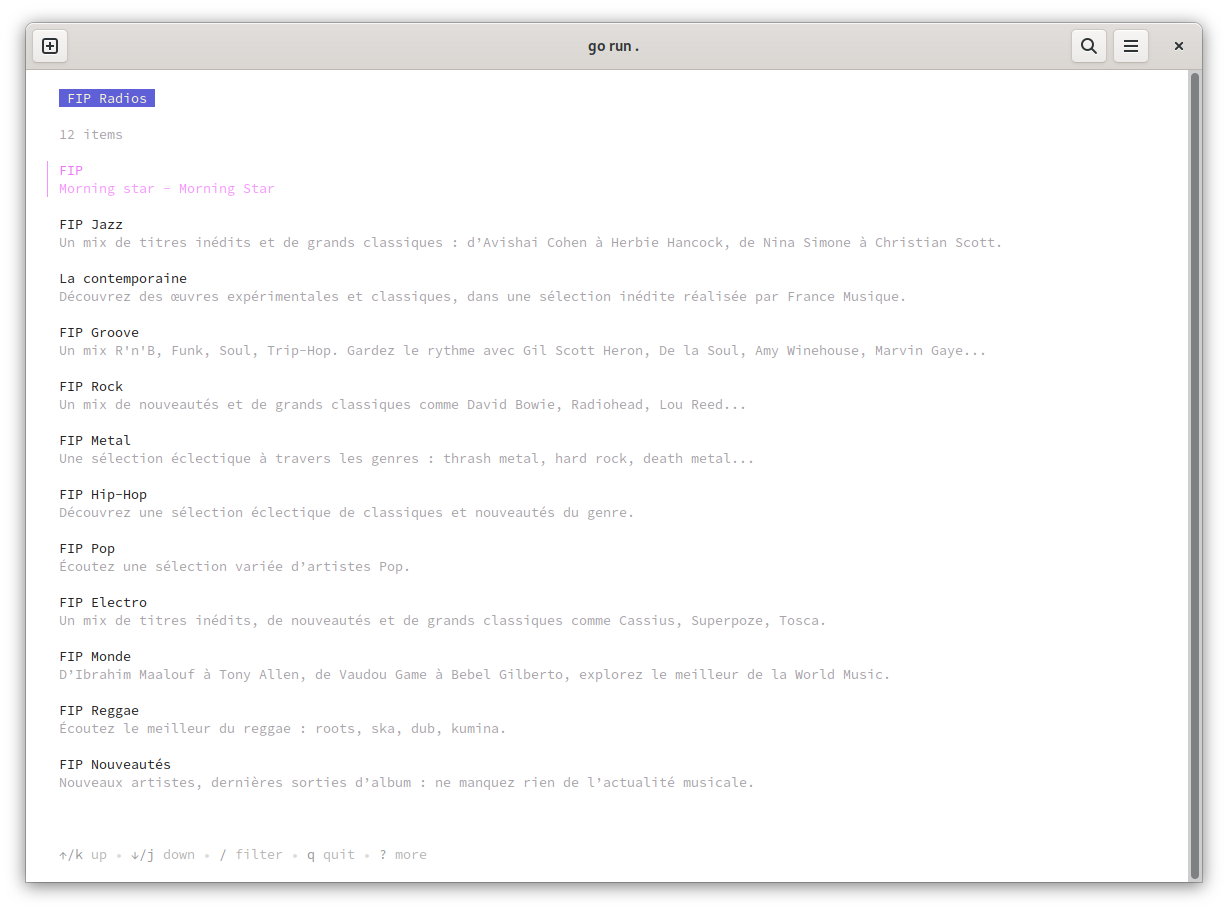 go run .
FIP Radios
12 items
FIP
Morning star - Morning Star
FIP Jazz
Un mix de titres inédits et de grands classiques : d’Avishai Cohen à Herbie Hancock, de Nina Simone à Christian Scott.
La contemporaine
Découvrez des œuvres expérimentales et classiques, dans une sélection inédite réalisée par France Musique.
FIP Groove
Un mix R'n'B, Funk, Soul, Trip-Hop. Gardez le rythme avec Gil Scott Heron, De la Soul, Amy Winehouse, Marvin Gaye...
FIP Rock
Un mix de nouveautés et de grands classiques comme David Bowie, Radiohead, Lou Reed...
FIP Metal
Une sélection éclectique à travers les genres : thrash metal, hard rock, death metal...
FIP Hip-Hop
Découvrez une sélection éclectique de classiques et nouveautés du genre.
FIP Pop
Écoutez une sélection variée d’artistes Pop.
FIP Electro
Un mix de titres inédits, de nouveautés et de grands classiques comme Cassius, Superpoze, Tosca.
FIP Monde
D’Ibrahim Maalouf à Tony Allen, de Vaudou Game à Bebel Gilberto, explorez le meilleur de la World Music.
FIP Reggae
Écoutez le meilleur du reggae : roots, ska, dub, kumina.
FIP Nouveautés
Nouveaux artistes, dernières sorties d’album : ne manquez rien de l’actualité musicale.
↑/k up • ↓/j down • / filter • q quit • ? more